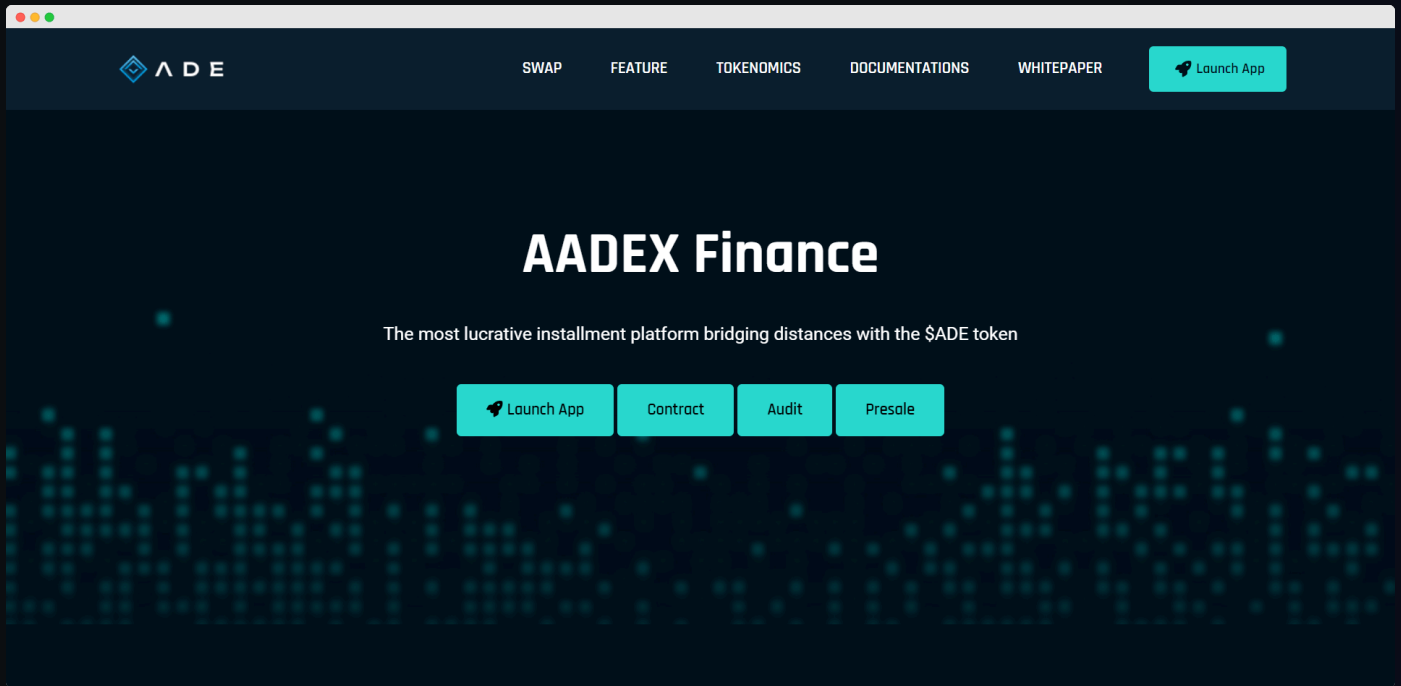 ADE
SWAP FEATURE TOKENOMICS DOCUMENTATIONS WHITEPAPER Launch App
AADEX Finance
The most lucrative installment platform bridging distances with the $ADE token
Launch App Contract Audit Presale